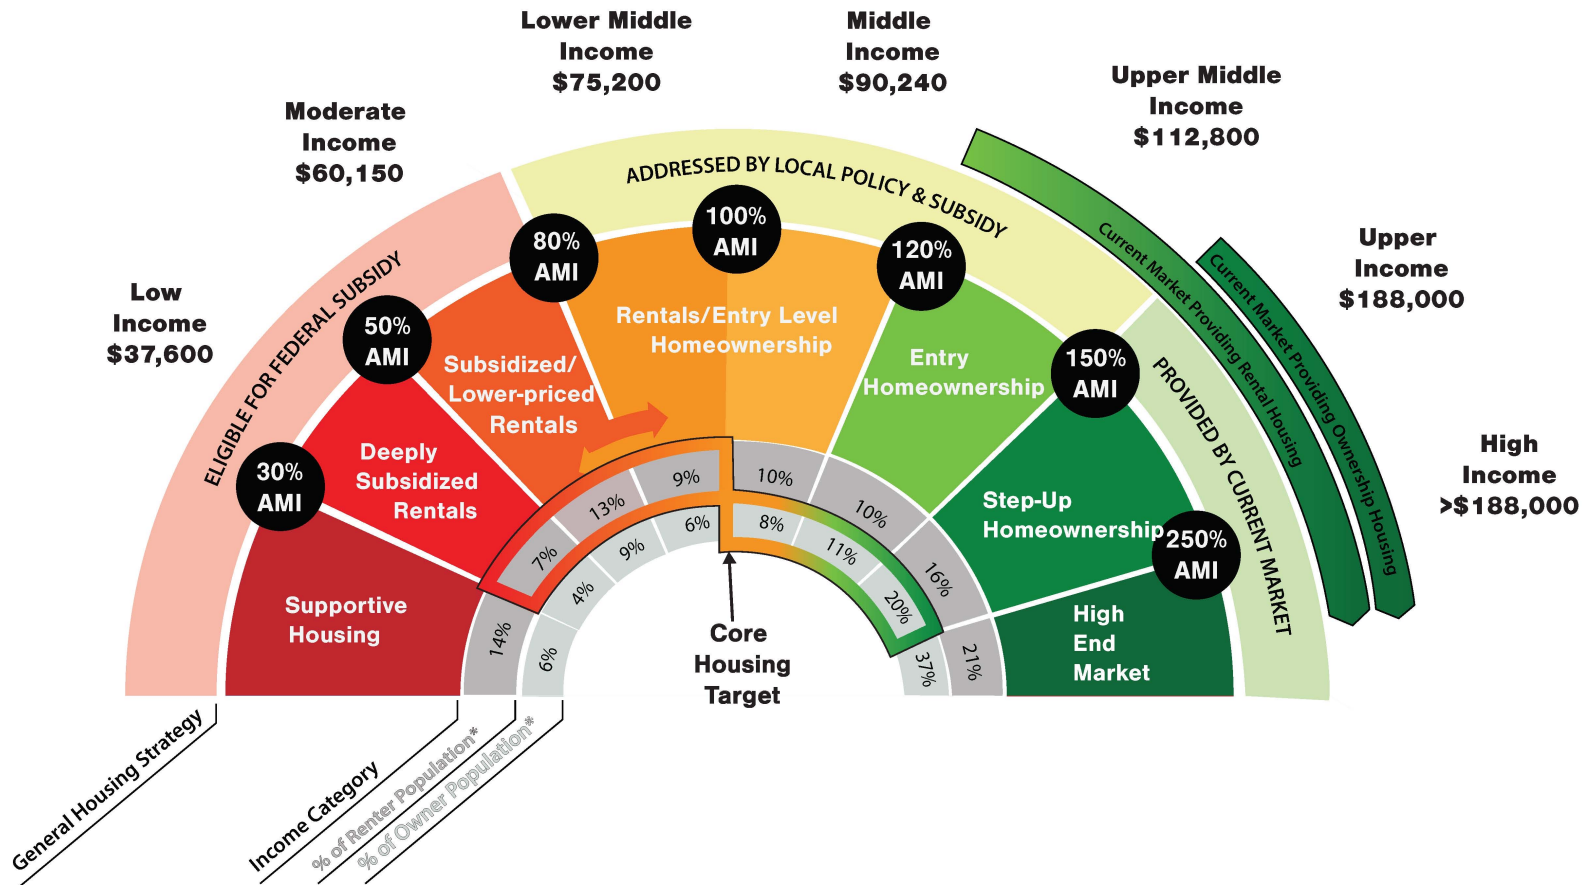 Lower Middle
Income
$75,200
Middle
Income
$90,240
Upper Middle
Income
$112,800
Moderate
Income
$60,150
Upper
Income
$188,000
Low
Income
$37,600
High
Income
>$188,000
ELIGIBLE FOR FEDERAL SUBSIDY
ADDRESSED BY LOCAL POLICY & SUBSIDY
PROVIDED BY CURRENT MARKET
Current Market Providing Rental Housing
Current Market Providing Ownership Housing
30%
AMI
50%
AMI
80%
AMI
100%
AMI
120%
AMI
150%
AMI
250%
AMI
Supportive
Housing
Deeply
Subsidized
Rentals
Subsidized/
Lower-priced
Rentals
Rentals/Entry Level
Homeownership
Entry
Homeownership
Step-Up
Homeownership
High
End
Market
14%
7%
13%
9%
10%
10%
16%
21%
6%
4%
9%
6%
8%
11%
20%
37%
Core
Housing
Target
General Housing Strategy
Income Category
% of Renter Population*
% of Owner Population*